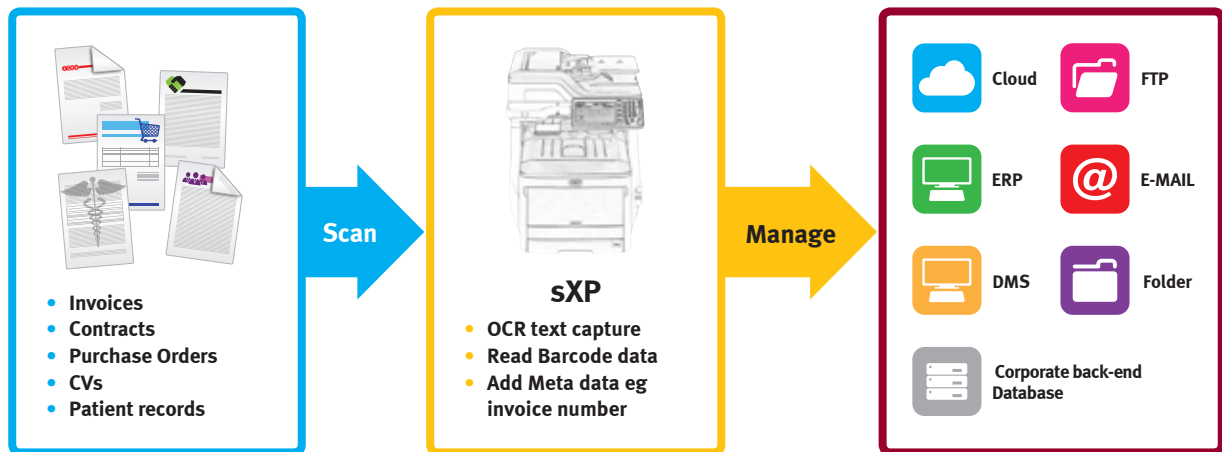 Invoices
Contracts
Purchase Orders
CVs
Patient records
Scan
sXP
OCR text capture
Read Barcode data
Add Meta data eg
invoice number
Manage
Cloud
FTP
ERP
@
E-MAIL
DMS
Folder
Corporate back-end
Database